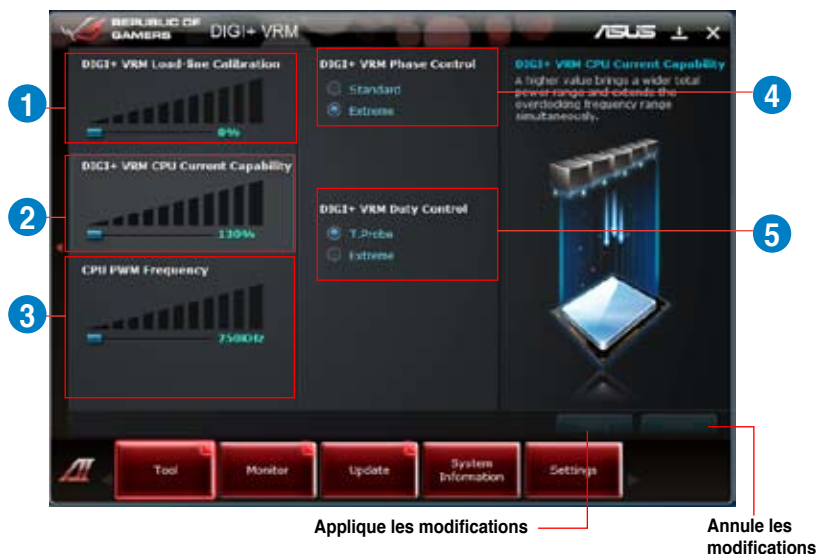 REPUBLIC OF
GAMERS
DIGI+ VRM
ASUS
DIGI+ VRM Load-line Calibration
0%
DIGI+ VRM CPU Current Capability
130%
CPU PWM Frequency
250KHz
DIGI+ VRM Phase Control
Standard
Extreme
DIGI+ VRM Duty Control
T.Probe
Extreme
DIGI+ VRM CPU Current Capability
A higher value brings a wider total
power range and extends the
overclocking frequency range
simultaneously.
1
2
3
4
5
Tool
Monitor
Update
System
Information
Settings
Applique les modifications
Annule les
modifications